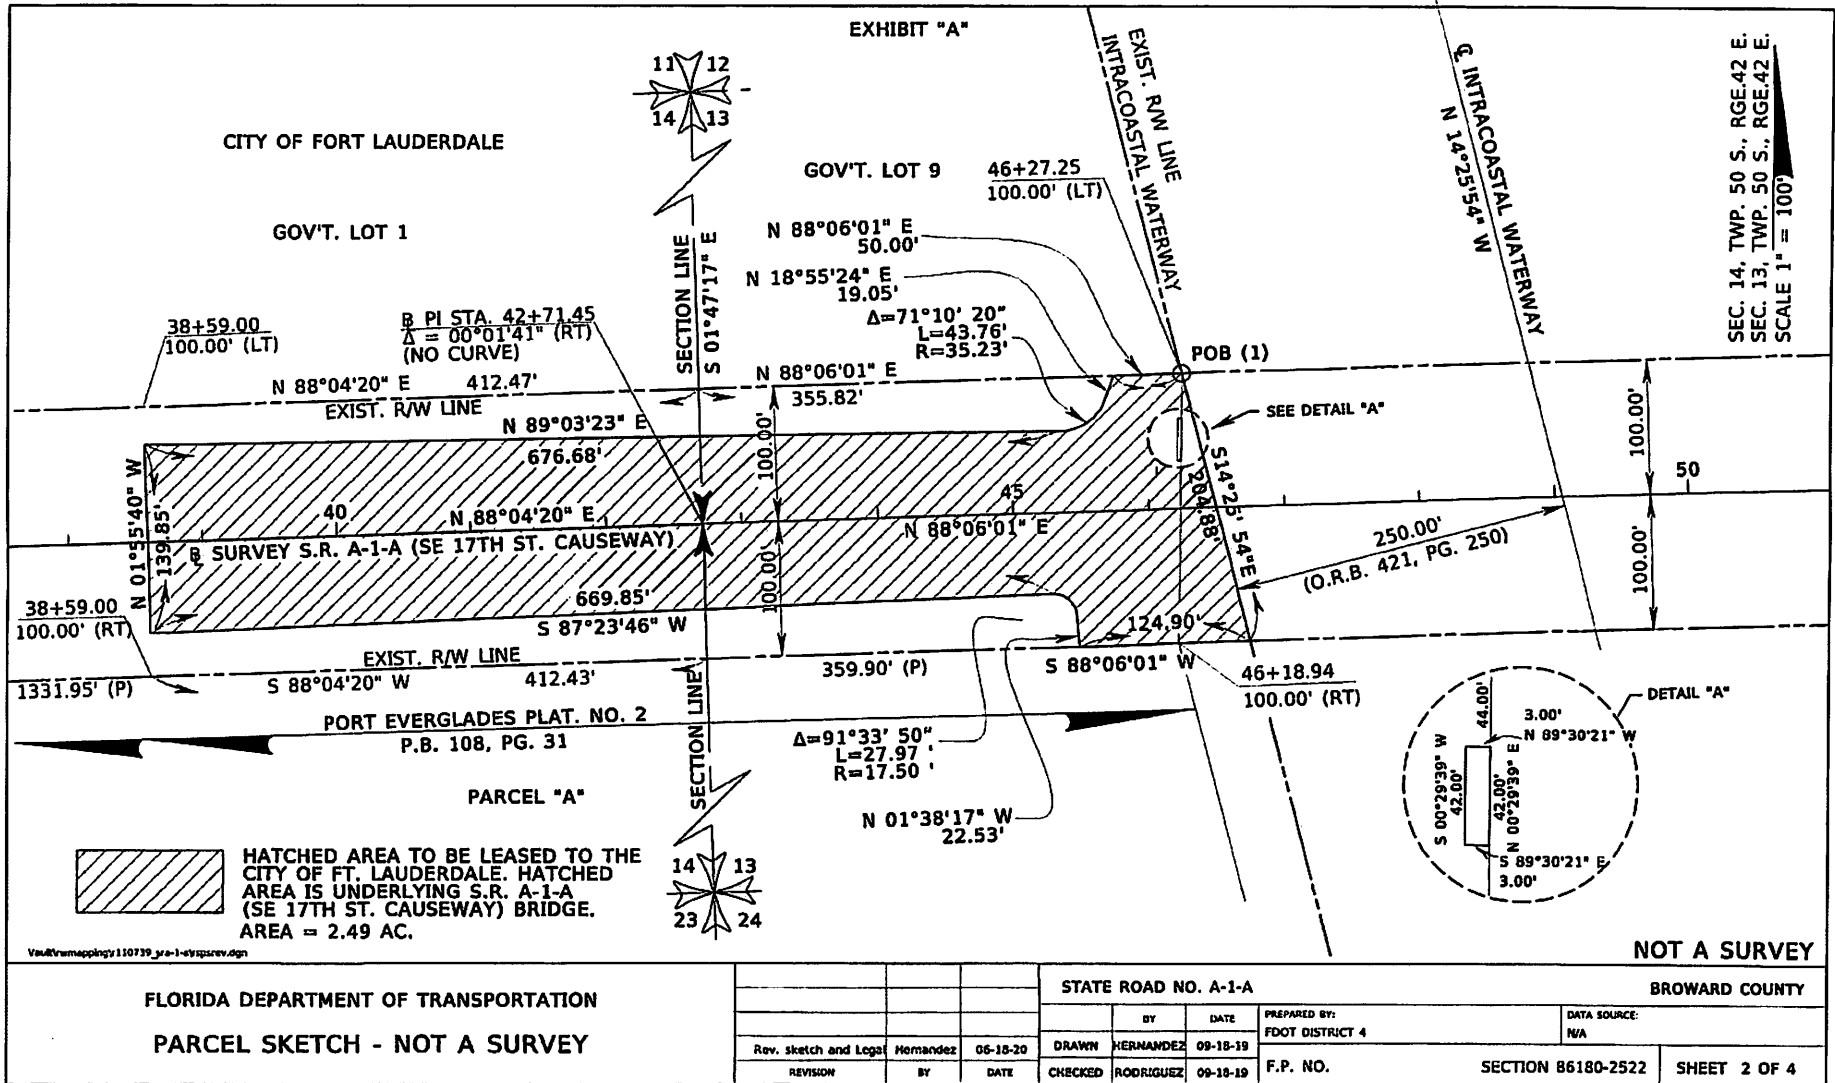 EXHIBIT "A"
11 12
14 13
CITY OF FORT LAUDERDALE
GOV'T. LOT 9
GOV'T. LOT 1
46+27.25
100.00' (LT)
EXIST. R/W LINE
INTRACOASTAL WATERWAY
℄ INTRACOASTAL WATERWAY
N 14°25'54" W
SEC. 14, TWP. 50 S., RGE.42 E.
SEC. 13, TWP. 50 S., RGE.42 E.
SCALE 1" = 100'
N 88°06'01" E
50.00'
N 18°55'24" E
19.05'
Δ=71°10' 20"
L=43.76'
R=35.23'
SECTION LINE
S 01°47'17" E
38+59.00
100.00' (LT)
B PI STA. 42+71.45
Δ = 00°01'41" (RT)
(NO CURVE)
POB (1)
N 88°04'20" E 412.47'
EXIST. R/W LINE
N 88°06'01" E
355.82'
SEE DETAIL "A"
N 89°03'23" E
676.68'
100.00'
100.00'
S14°25' 54"E
204.88'
50
N 01°55'40" W
139.85'
40
45
N 88°04'20" E
N 88°06'01" E
B SURVEY S.R. A-1-A (SE 17TH ST. CAUSEWAY)
250.00'
(O.R.B. 421, PG. 250)
100.00'
100.00'
38+59.00
100.00' (RT)
669.85'
S 87°23'46" W
124.90'
S 88°06'01" W
46+18.94
100.00' (RT)
EXIST. R/W LINE
1331.95' (P)
S 88°04'20" W 412.43'
359.90' (P)
PORT EVERGLADES PLAT. NO. 2
P.B. 108, PG. 31
SECTION LINE
Δ=91°33' 50"
L=27.97 '
R=17.50 '
N 01°38'17" W
22.53'
PARCEL "A"
DETAIL "A"
44.00'
3.00'
N 89°30'21" W
S 00°29'39" W
42.00'
42.00'
N 00°29'39" E
S 89°30'21" E
3.00'
14 13
23 24
HATCHED AREA TO BE LEASED TO THE
CITY OF FT. LAUDERDALE. HATCHED
AREA IS UNDERLYING S.R. A-1-A
(SE 17TH ST. CAUSEWAY) BRIDGE.
AREA = 2.49 AC.
NOT A SURVEY
FLORIDA DEPARTMENT OF TRANSPORTATION
PARCEL SKETCH - NOT A SURVEY
Rev. sketch and Legal Hernandez 06-18-20
REVISION BY DATE
STATE ROAD NO. A-1-A BROWARD COUNTY
BY DATE
DRAWN HERNANDEZ 09-18-19
CHECKED RODRIGUEZ 09-18-19
PREPARED BY:
FDOT DISTRICT 4
DATA SOURCE:
N/A
F.P. NO. SECTION 86180-2522 SHEET 2 OF 4